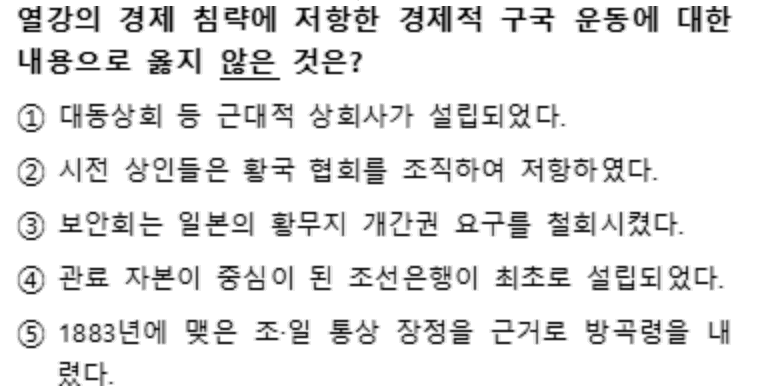 열강의 경제 침략에 저항한 경제적 구국 운동에 대한
내용으로 옳지 않은 것은?
① 대동상회 등 근대적 상회사가 설립되었다.
② 시전 상인들은 황국 협회를 조직하여 저항하였다.
③ 보안회는 일본의 황무지 개간권 요구를 철회시켰다.
④ 관료 자본이 중심이 된 조선은행이 최초로 설립되었다.
⑤ 1883년에 맺은 조·일 통상 장정을 근거로 방곡령을 내
렸다.